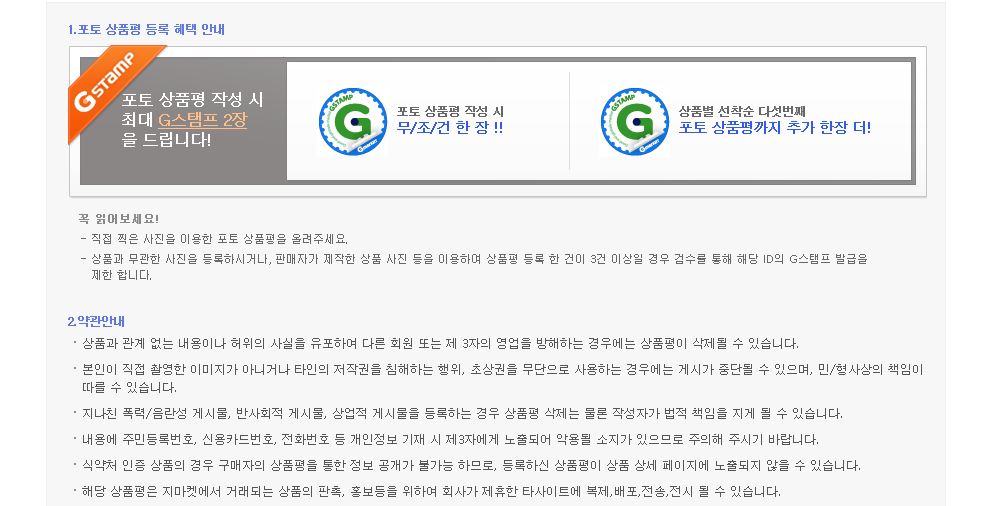 1.포토 상품평 등록 혜택 안내
GSTAMP
포토 상품평 작성 시
최대 G스탬프 2장
을 드립니다!
GSTAMP
G
Gmarket
포토 상품평 작성 시
무/조/건 한 장 !!
GSTAMP
G
Gmarket
상품별 선착순 다섯번째
포토 상품평까지 추가 한장 더!
꼭 읽어보세요!
- 직접 찍은 사진을 이용한 포토 상품평을 올려주세요.
- 상품과 무관한 사진을 등록하시거나, 판매자가 제작한 상품 사진 등을 이용하여 상품평 등록 한 건이 3건 이상일 경우 검수를 통해 해당 ID의 G스탬프 발급을
제한 합니다.
2.약관안내
· 상품과 관계 없는 내용이나 허위의 사실을 유포하여 다른 회원 또는 제 3자의 영업을 방해하는 경우에는 상품평이 삭제될 수 있습니다.
· 본인이 직접 촬영한 이미지가 아니거나 타인의 저작권을 침해하는 행위, 초상권을 무단으로 사용하는 경우에는 게시가 중단될 수 있으며, 민/형사상의 책임이
따를 수 있습니다.
· 지나친 폭력/음란성 게시물, 반사회적 게시물, 상업적 게시물을 등록하는 경우 상품평 삭제는 물론 작성자가 법적 책임을 지게 될 수 있습니다.
· 내용에 주민등록번호, 신용카드번호, 전화번호 등 개인정보 기재 시 제3자에게 노출되어 악용될 소지가 있으므로 주의해 주시기 바랍니다.
· 식약처 인증 상품의 경우 구매자의 상품평을 통한 정보 공개가 불가능 하므로, 등록하신 상품평이 상품 상세 페이지에 노출되지 않을 수 있습니다.
· 해당 상품평은 지마켓에서 거래되는 상품의 판촉, 홍보등을 위하여 회사가 제휴한 타사이트에 복제,배포,전송,전시 될 수 있습니다.